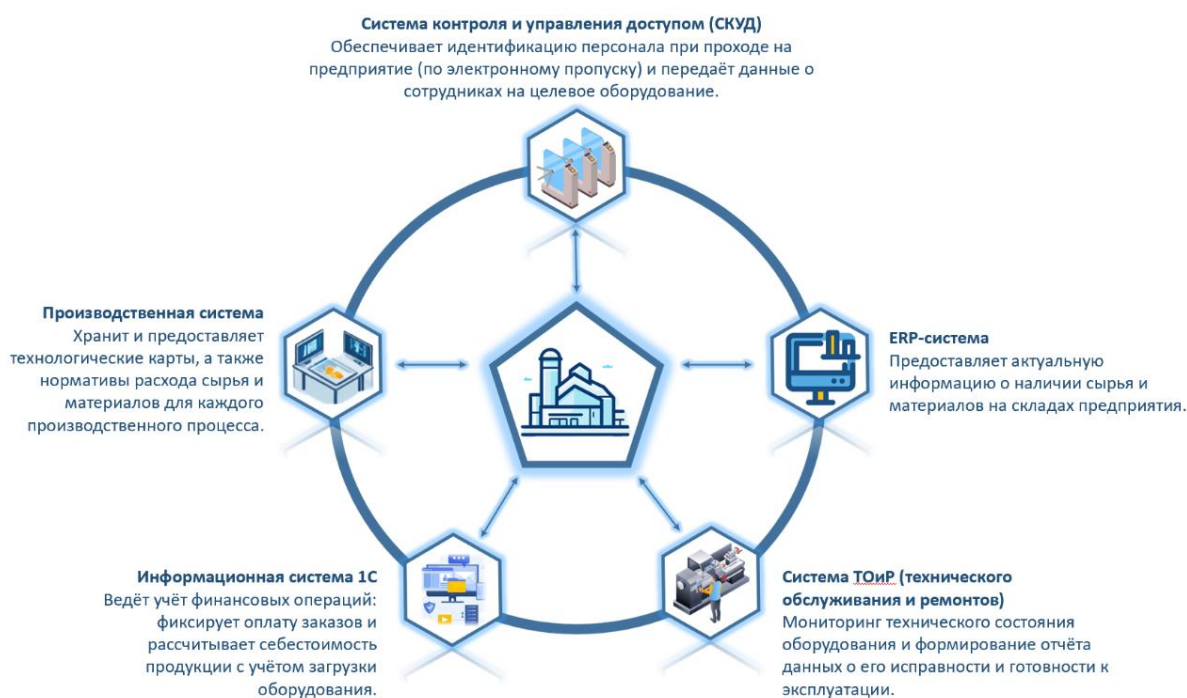 Система контроля и управления доступом (СКУД)
Обеспечивает идентификацию персонала при проходе на
предприятие (по электронному пропуску) и передаёт данные о
сотрудниках на целевое оборудование.
Производственная система
Хранит и предоставляет
технологические карты, а также
нормативы расхода сырья и
материалов для каждого
производственного процесса.
ERP-система
Предоставляет актуальную
информацию о наличии сырья и
материалов на складах предприятия.
Информационная система 1С
Ведёт учёт финансовых операций:
фиксирует оплату заказов и
рассчитывает себестоимость
продукции с учётом загрузки
оборудования.
Система ТОиР (технического
обслуживания и ремонтов)
Мониторинг технического состояния
оборудования и формирование отчёта
данных о его исправности и готовности к
эксплуатации.